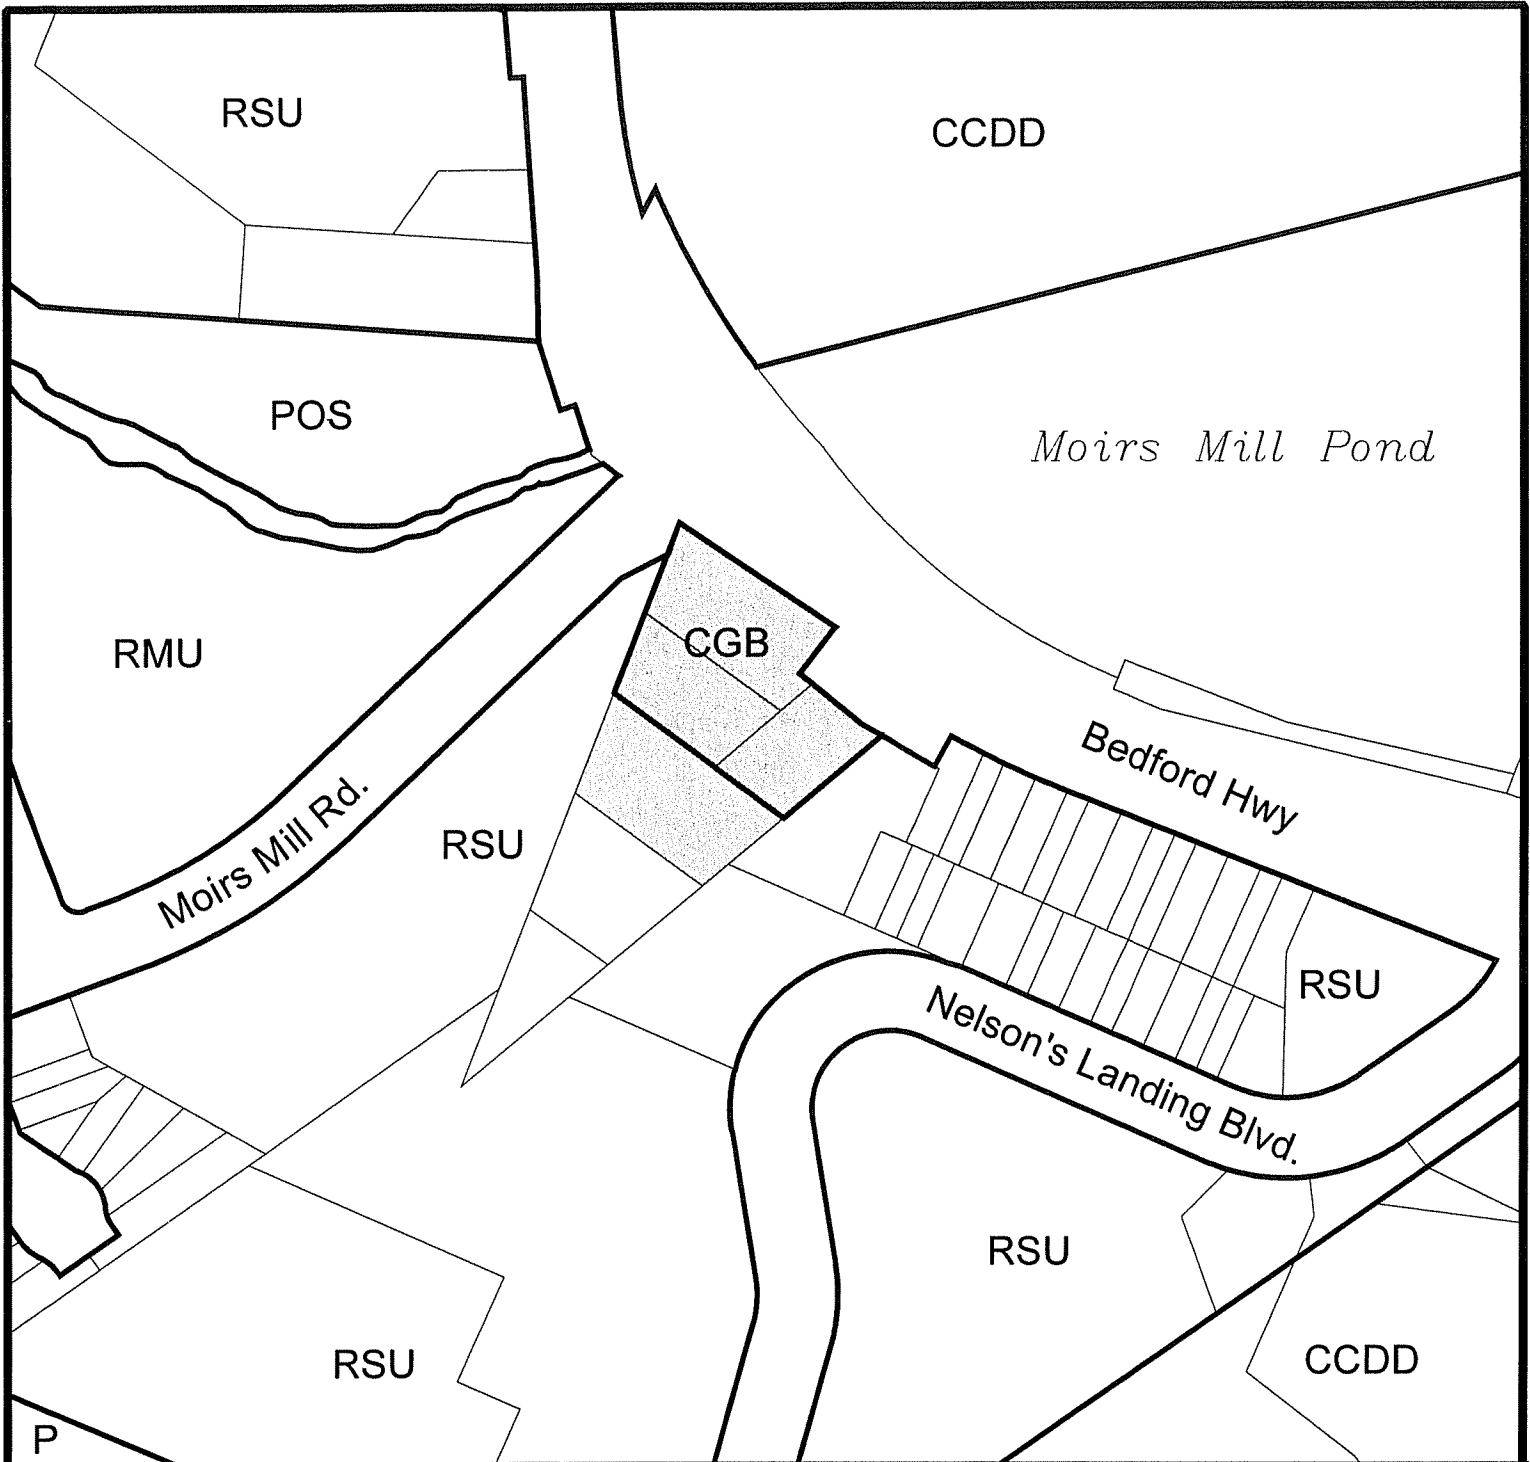 RSU
CCDD
POS
Moirs Mill Pond
RMU
CGB
Bedford Hwy
Moirs Mill Rd.
RSU
RSU
Nelson's Landing Blvd.
RSU
RSU
CCDD
P